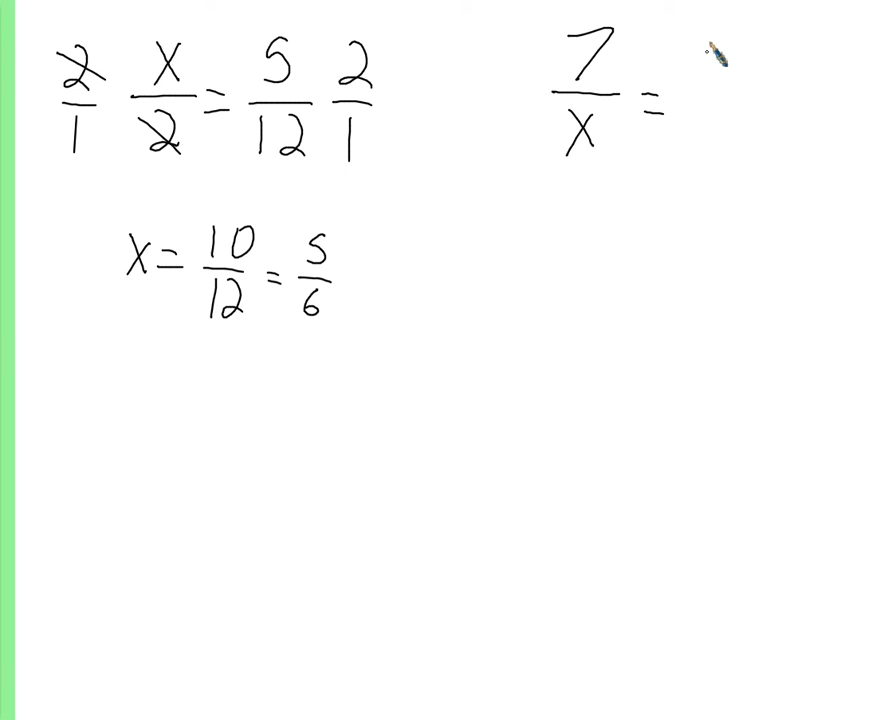 2/1 x/2 = 5/12 2/1
x = 10/12 = 5/6
7/x =